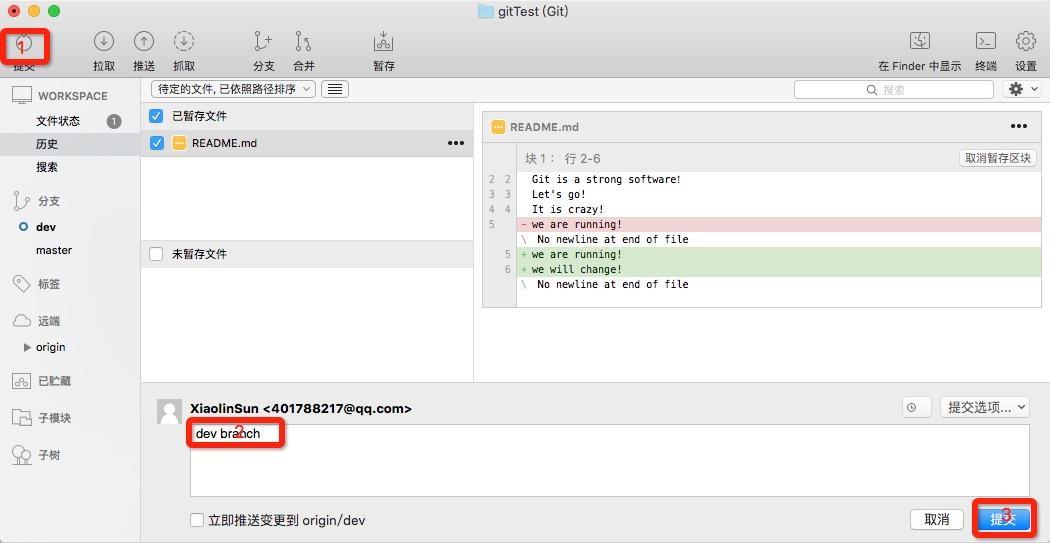 gitTest (Git)
1
提交
拉取
推送
抓取
分支
合并
暂存
在 Finder 中显示
终端
设置
WORKSPACE
文件状态 1
历史
搜索
分支
dev
master
标签
远端
origin
已贮藏
子模块
子树
待定的文件, 已依照路径排序
搜索
已暂存文件
README.md
未暂存文件
README.md
块 1： 行 2-6
取消暂存区块
2 2 Git is a strong software!
3 3 Let's go!
4 4 It is crazy!
5 - we are running!
\ No newline at end of file
5 + we are running!
6 + we will change!
\ No newline at end of file
XiaolinSun <401788217@qq.com>
提交选项...
dev branch
2
立即推送变更到 origin/dev
取消
提交
3